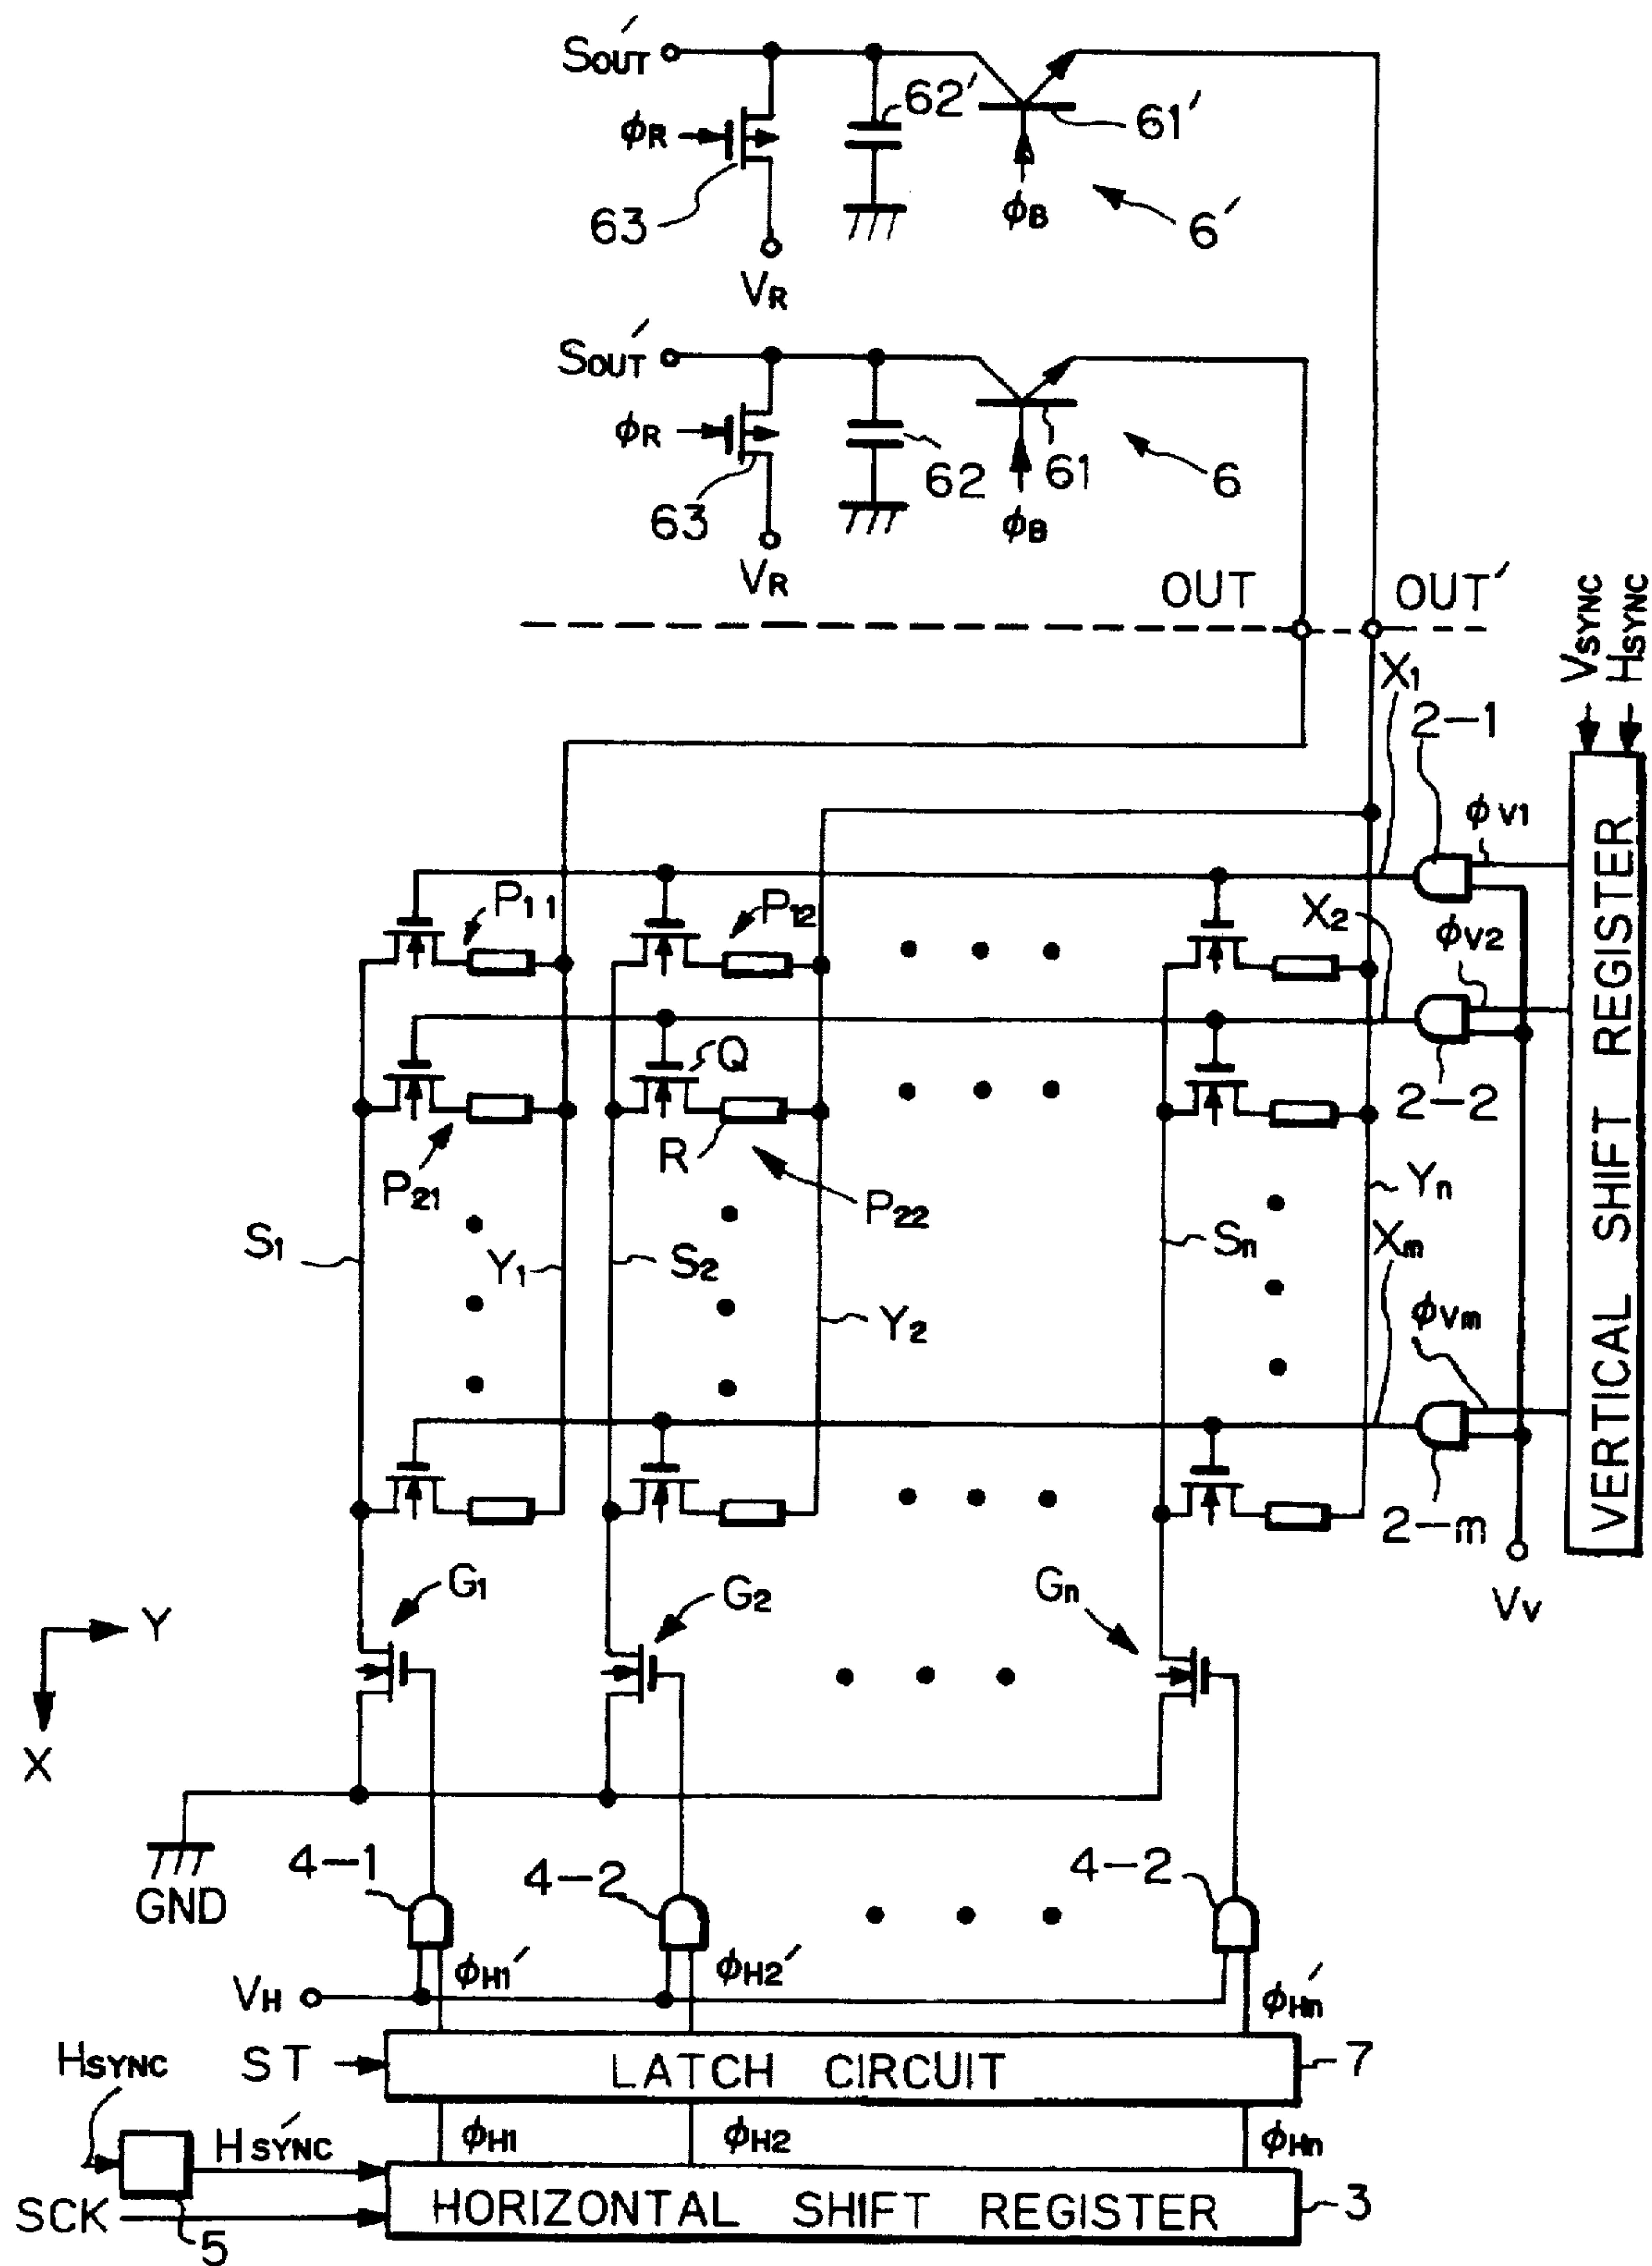 SOUT′
62′
61′
ϕR
ϕB
6′
63
VR
SOUT′
ϕR
62
61
6
63
ϕB
VR
OUT
OUT′
VSYNC
HSYNC
X1
2-1
ϕV1
P11
P12
X2
ϕV2
Q
2-2
R
P21
P22
Yn
S1
Y1
S2
Sn
Xm
Y2
ϕVm
VERTICAL SHIFT REGISTER
2-m
G1
G2
Gn
VV
Y
X
4-1
4-2
4-2
GND
ϕH1′
ϕH2′
VH
ϕHn′
HSYNC
ST
LATCH CIRCUIT
7
H′SYNC
ϕH1
ϕH2
ϕHn
SCK
5
HORIZONTAL SHIFT REGISTER
3